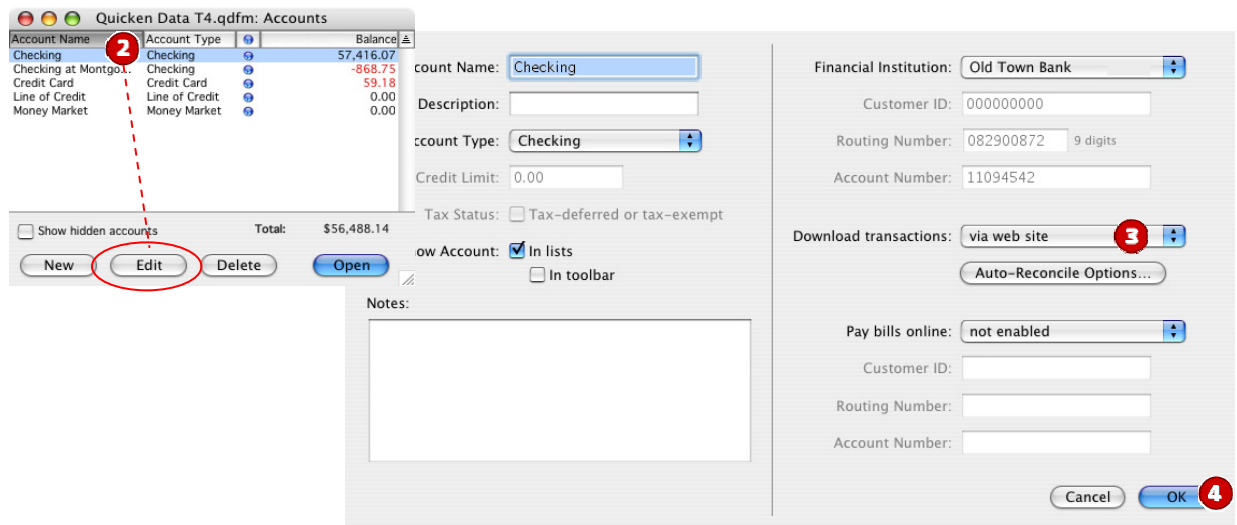 Quicken Data T4.qdfm: Accounts
Account Name Account Type Balance
2
Checking Checking 57,416.07
Checking at Montgo... Checking -868.75
Credit Card Credit Card 59.18
Line of Credit Line of Credit 0.00
Money Market Money Market 0.00
Show hidden accounts Total: $56,488.14
New Edit Delete Open
count Name: Checking
Description:
ccount Type: Checking
Credit Limit: 0.00
Tax Status: Tax-deferred or tax-exempt
ow Account: In lists
In toolbar
Notes:
Financial Institution: Old Town Bank
Customer ID: 000000000
Routing Number: 082900872 9 digits
Account Number: 11094542
Download transactions: via web site 3
Auto-Reconcile Options...
Pay bills online: not enabled
Customer ID:
Routing Number:
Account Number:
Cancel OK 4